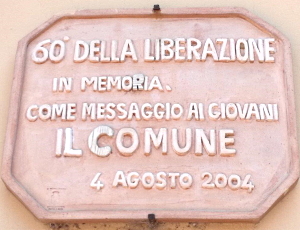 60° DELLA LIBERAZIONE
IN MEMORIA.
COME MESSAGGIO AI GIOVANI
IL COMUNE
4 AGOSTO 2004